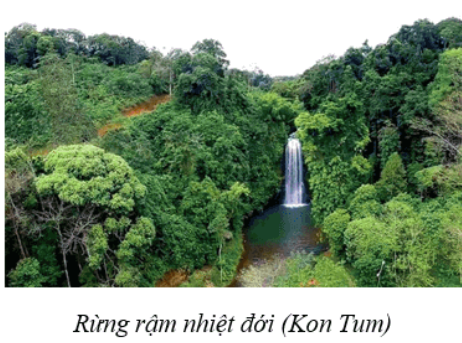 Rừng rậm nhiệt đới (Kon Tum)